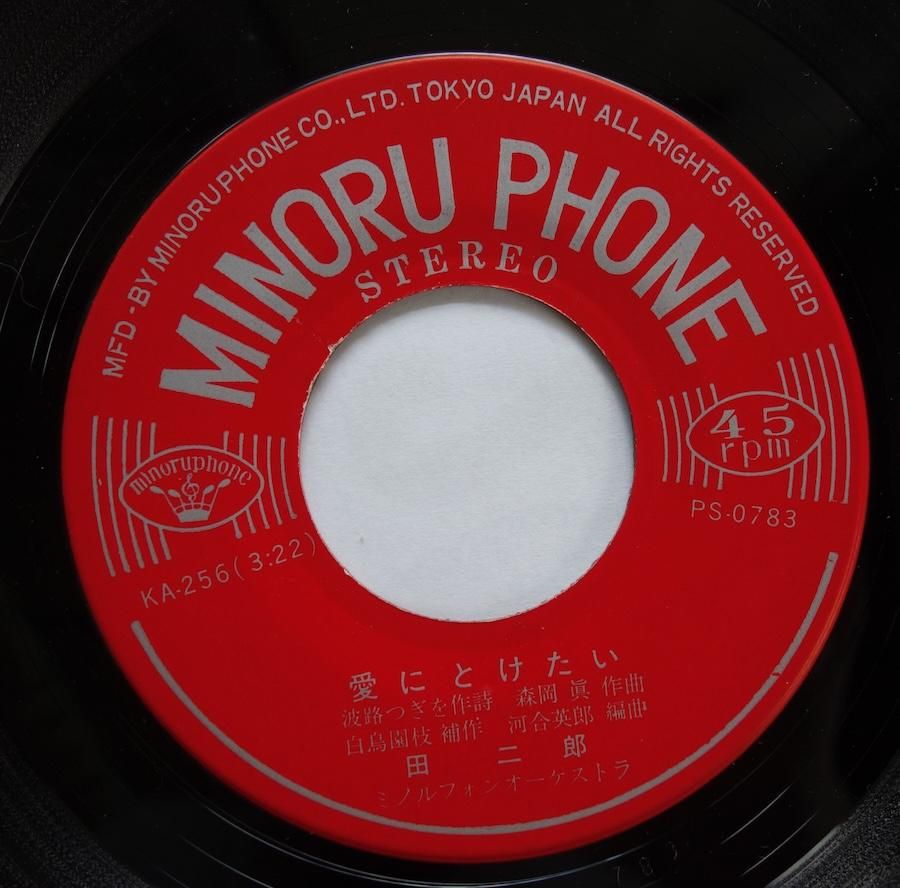 MFD-BY MINORUPHONE CO.,LTD. TOKYO JAPAN ALL RIGHTS RESERVED
MINORU PHONE
STEREO
minoruphone
45
rpm
KA-256(3:22)
PS-0783
愛にとけたい
波路つぎを作詩 森岡 眞 作曲
白鳥園枝 補作 河合英郎 編曲
田 二郎
ミノルフォンオーケストラ